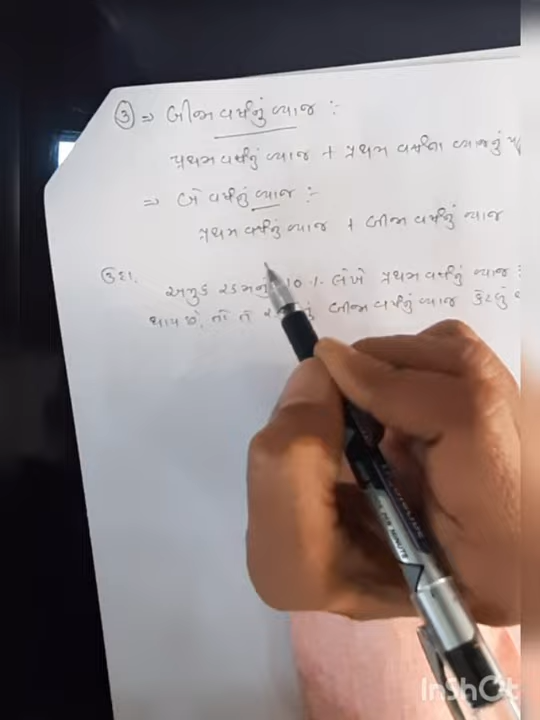 ③ ⇒ બીજા વર્ષનું વ્યાજ :-
પ્રથમ વર્ષનું વ્યાજ + પ્રથમ વર્ષના વ્યાજનું
⇒ બે વર્ષનું વ્યાજ :-
પ્રથમ વર્ષનું વ્યાજ + બીજા વર્ષનું વ્યાજ
ઉદા. અમુક રકમનું 10 % લેખે પ્રથમ વર્ષનું વ્યાજ
થાય છે, તો તે બીજા વર્ષનું વ્યાજ કેટલું
InShOt